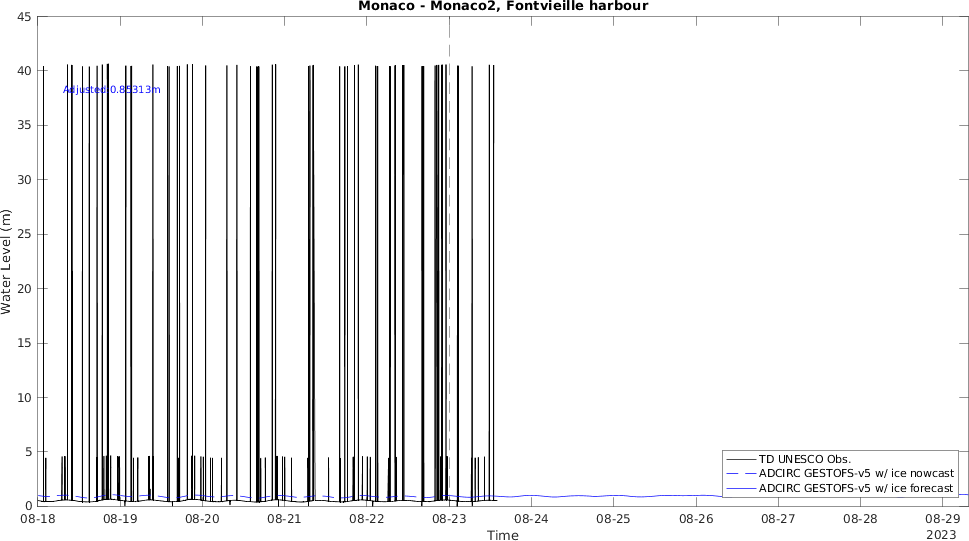 Monaco - Monaco2, Fontvieille harbour
45
40
35
30
25
20
15
10
5
0
Water Level (m)
Adjusted 0.85313m
TD UNESCO Obs.
ADCIRC GESTOFS-v5 w/ ice nowcast
ADCIRC GESTOFS-v5 w/ ice forecast
08-18 08-19 08-20 08-21 08-22 08-23 08-24 08-25 08-26 08-27 08-28 08-29
2023
Time